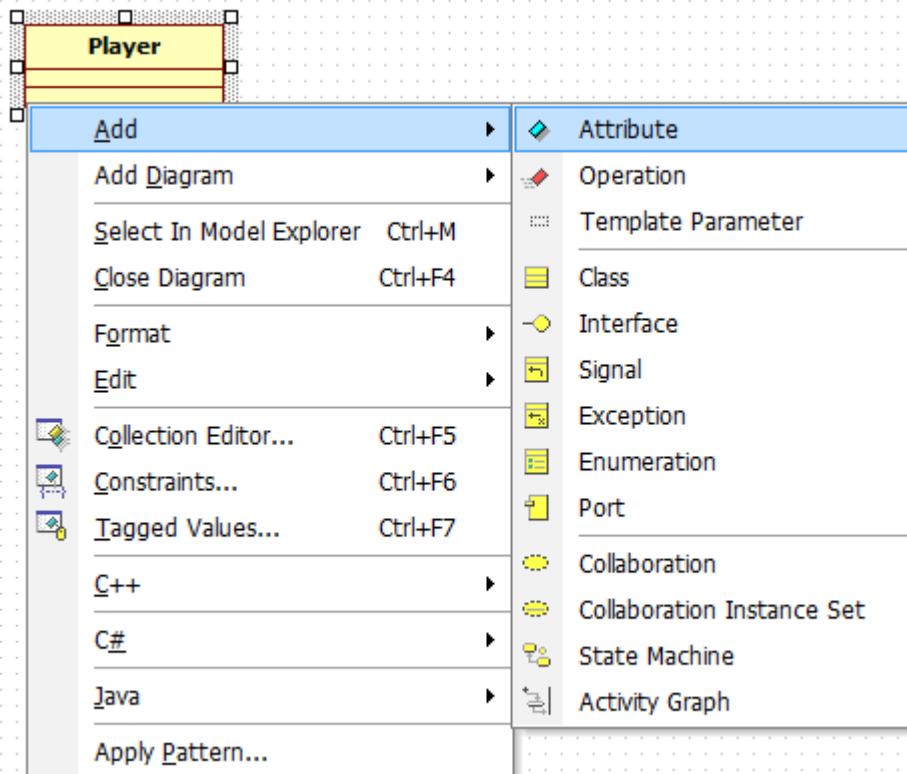 Player
Add
Add Diagram
Select In Model Explorer Ctrl+M
Close Diagram Ctrl+F4
Format
Edit
Collection Editor... Ctrl+F5
Constraints... Ctrl+F6
Tagged Values... Ctrl+F7
C++
C#
Java
Apply Pattern...
Attribute
Operation
Template Parameter
Class
Interface
Signal
Exception
Enumeration
Port
Collaboration
Collaboration Instance Set
State Machine
Activity Graph